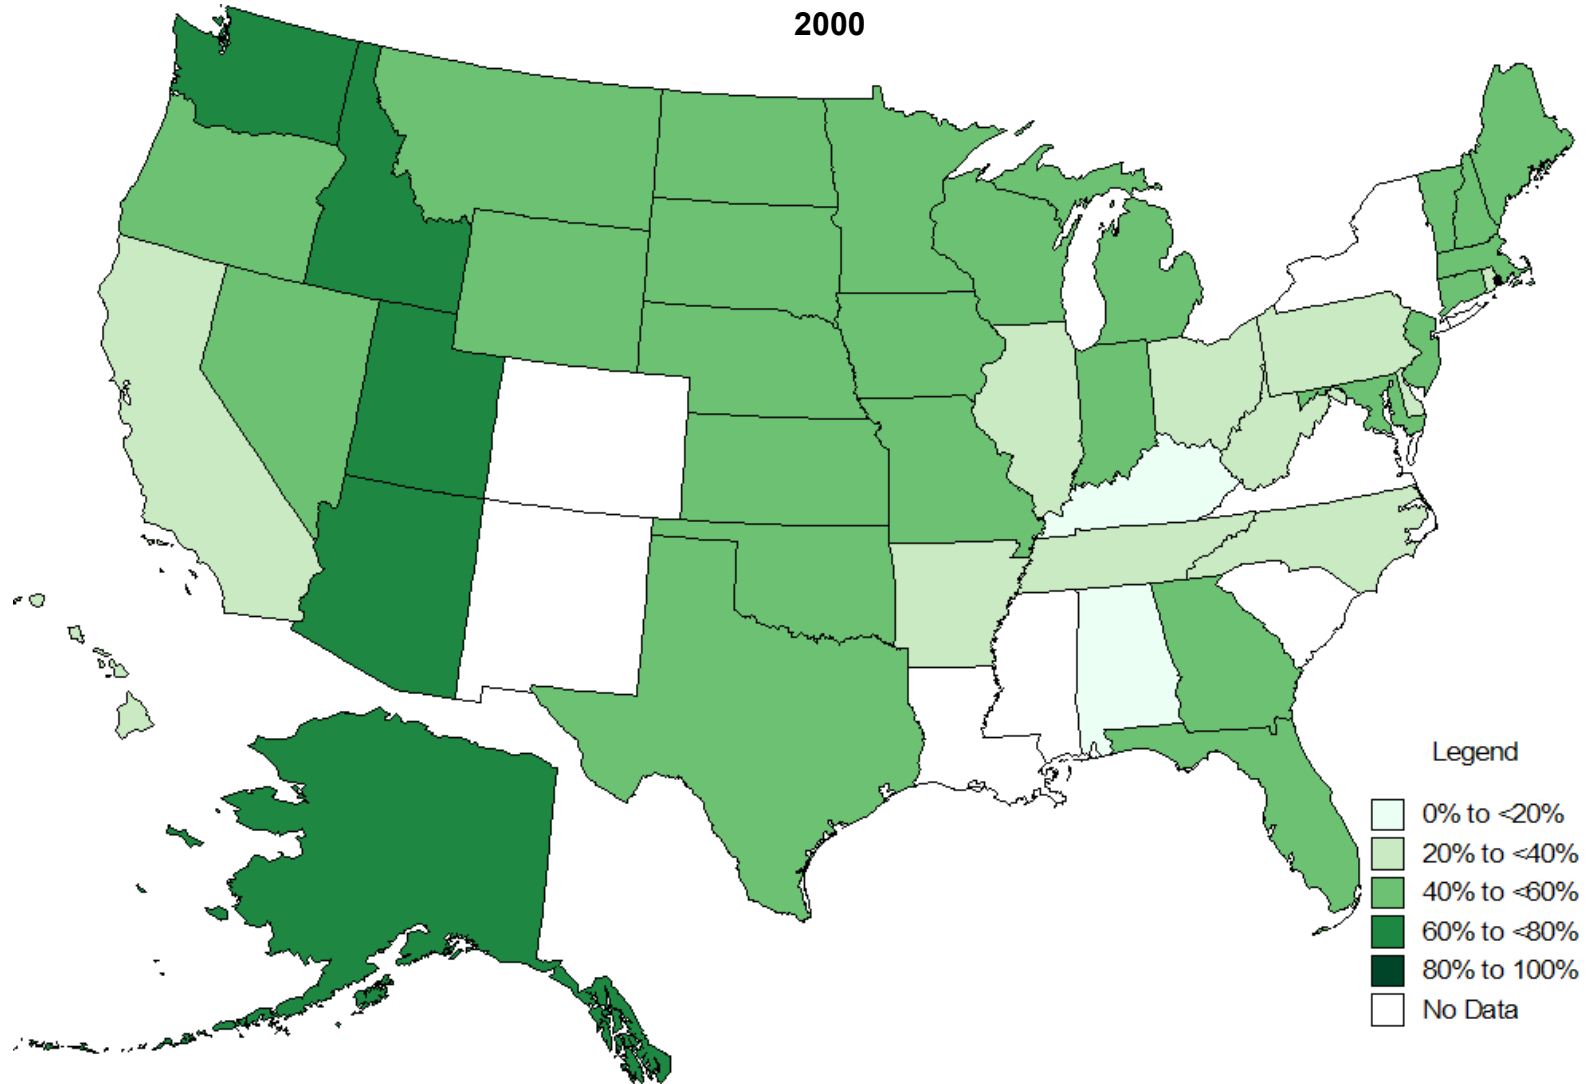 2000
Legend
0% to <20%
20% to <40%
40% to <60%
60% to <80%
80% to 100%
No Data